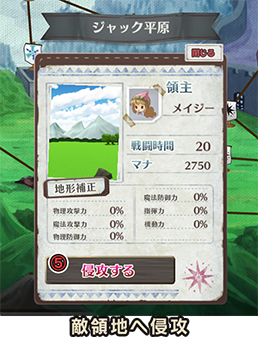 ジャック平原
閉じる
領主
メイジー
戦闘時間 20
マナ 2750
地形補正
物理攻撃力 0%
魔法攻撃力 0%
物理防御力 0%
魔法防御力 0%
指揮力 0%
機動力 0%
5 侵攻する
敵領地へ侵攻